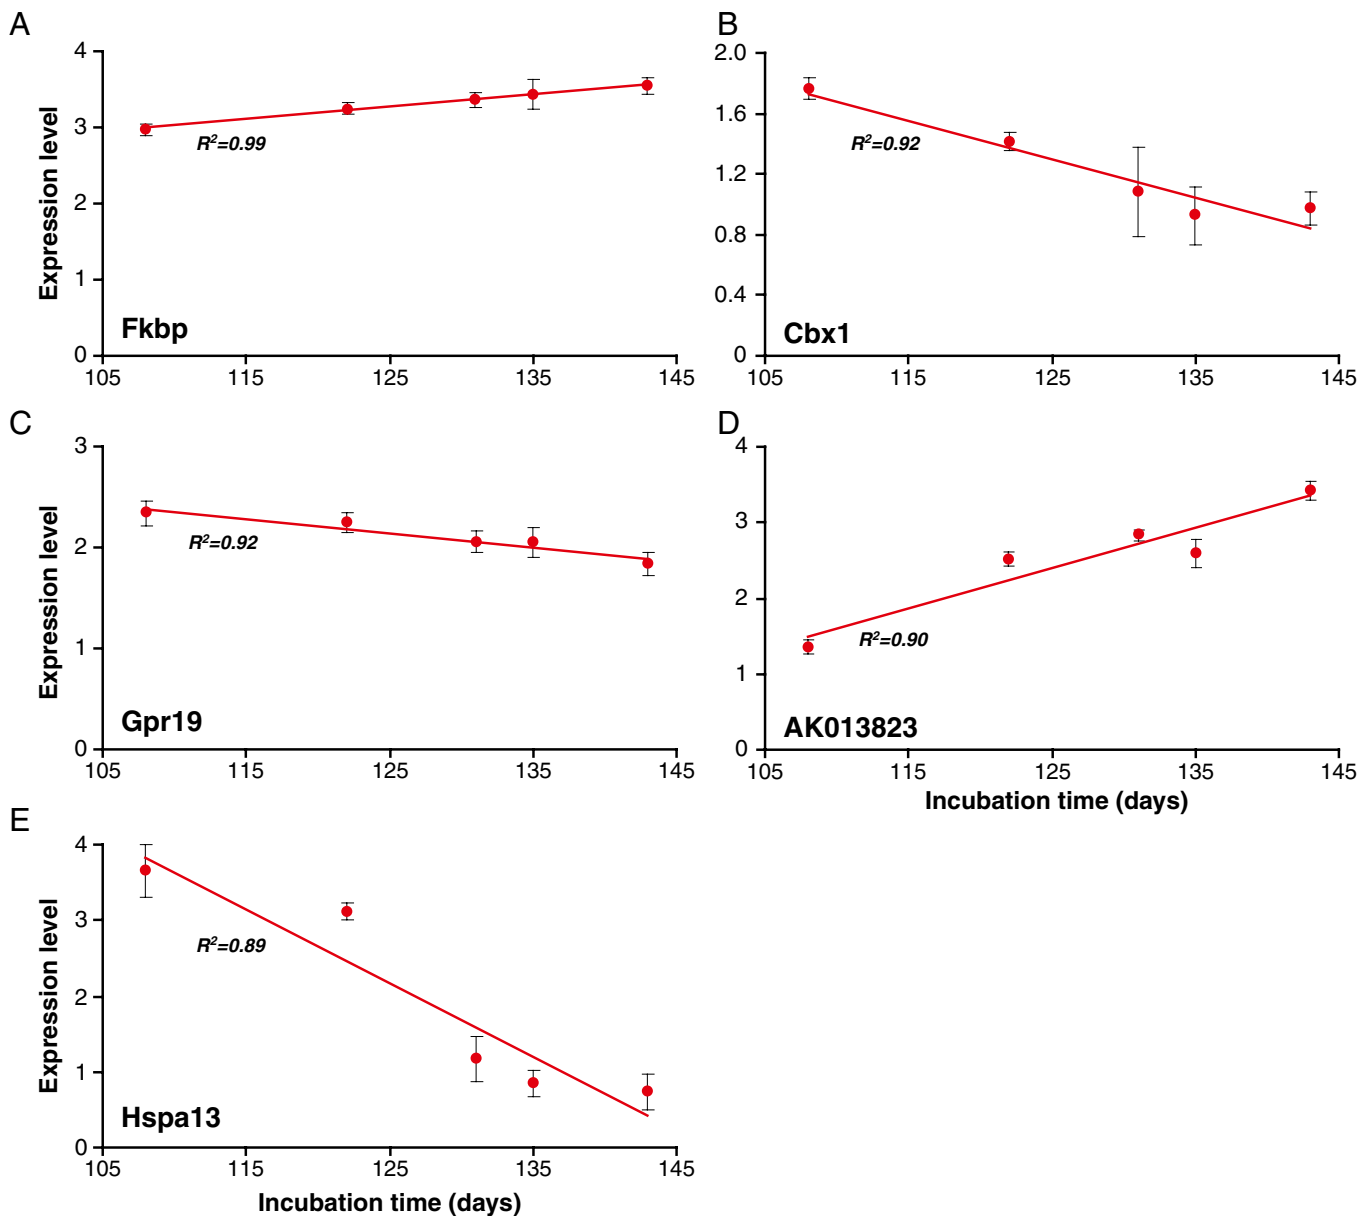 A
Expression level
4
3
2
1
0
R²=0.99
Fkbp
105 115 125 135 145
B
2.0
1.6
1.2
0.8
0.4
0
R²=0.92
Cbx1
105 115 125 135 145
C
Expression level
3
2
1
0
R²=0.92
Gpr19
105 115 125 135 145
D
4
3
2
1
0
R²=0.90
AK013823
105 115 125 135 145
Incubation time (days)
E
Expression level
4
3
2
1
0
R²=0.89
Hspa13
105 115 125 135 145
Incubation time (days)